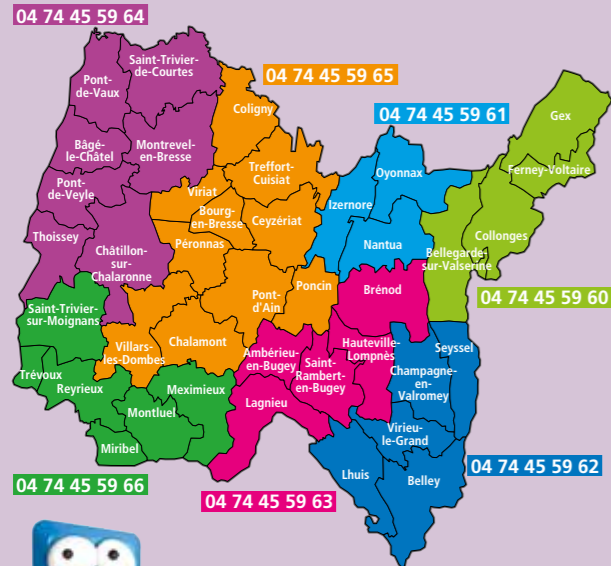 04 74 45 59 64
Saint-Trivier-
de-Courtes
Pont-
de-Vaux
04 74 45 59 65
Coligny
04 74 45 59 61
Gex
Bâgé-
le-Châtel
Montrevel-
en-Bresse
Treffort-
Cuisiat
Oyonnax
Ferney-Voltaire
Pont-
de-Veyle
Viriat
Izernore
Bourg-
en-Bresse
Ceyzériat
Thoissey
Péronnas
Nantua
Collonges
Châtillon-
sur-
Chalaronne
Bellegarde-
sur-Valserine
Poncin
Brénod
04 74 45 59 60
Saint-Trivier-
sur-Moignans
Pont-
d'Ain
Villars-
les-Dombes
Chalamont
Ambérieu-
en-Bugey
Hauteville-
Lompnès
Seyssel
Saint-
Rambert-
en-Bugey
Champagne-
en-
Valromey
Trévoux
Reyrieux
Meximieux
Lagnieu
Montluel
Virieu-
le-Grand
Miribel
04 74 45 59 66
04 74 45 59 63
Lhuis
Belley
04 74 45 59 62